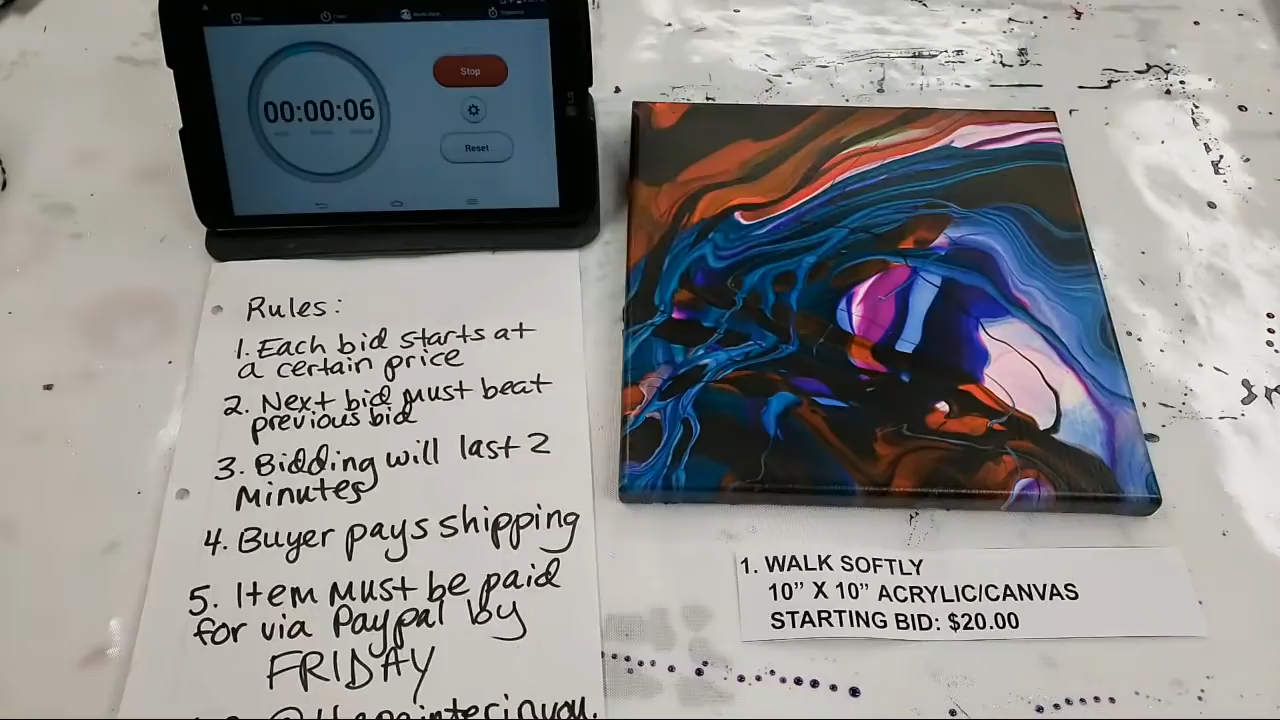 00:00:06
Stop
Reset
LG
Rules:
1. Each bid starts at
a certain price
2. Next bid must beat
previous bid
3. Bidding will last 2
Minutes
4. Buyer pays shipping
5. Item must be paid
for via Paypal by
FRIDAY
1. WALK SOFTLY
10” X 10” ACRYLIC/CANVAS
STARTING BID: $20.00